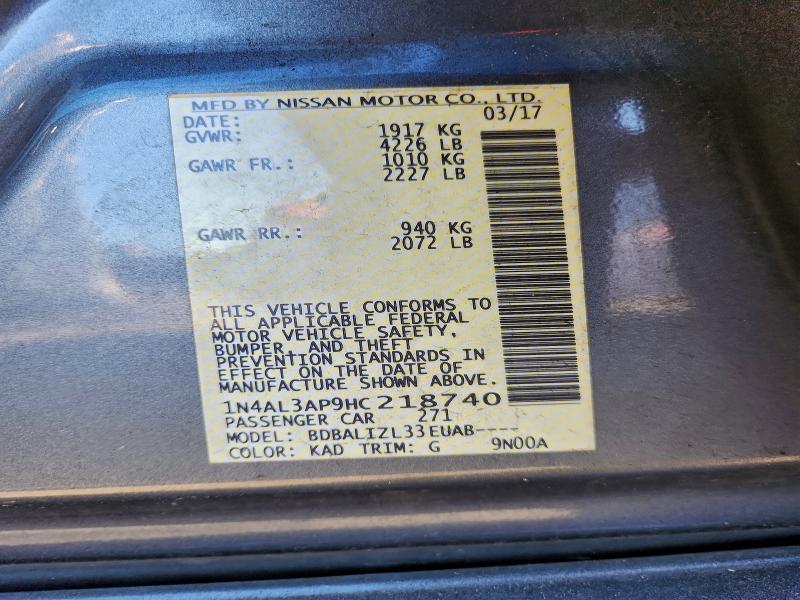 MFD BY NISSAN MOTOR CO., LTD.
DATE: 03/17
GVWR: 1917 KG
4226 LB
GAWR FR.: 1010 KG
2227 LB
GAWR RR.: 940 KG
2072 LB
THIS VEHICLE CONFORMS TO
ALL APPLICABLE FEDERAL
MOTOR VEHICLE SAFETY,
BUMPER, AND THEFT
PREVENTION STANDARDS IN
EFFECT ON THE DATE OF
MANUFACTURE SHOWN ABOVE.
1N4AL3AP9HC218740
PASSENGER CAR 271
MODEL: BDBALIZL33EUAB----
COLOR: KAD TRIM: G 9N00A